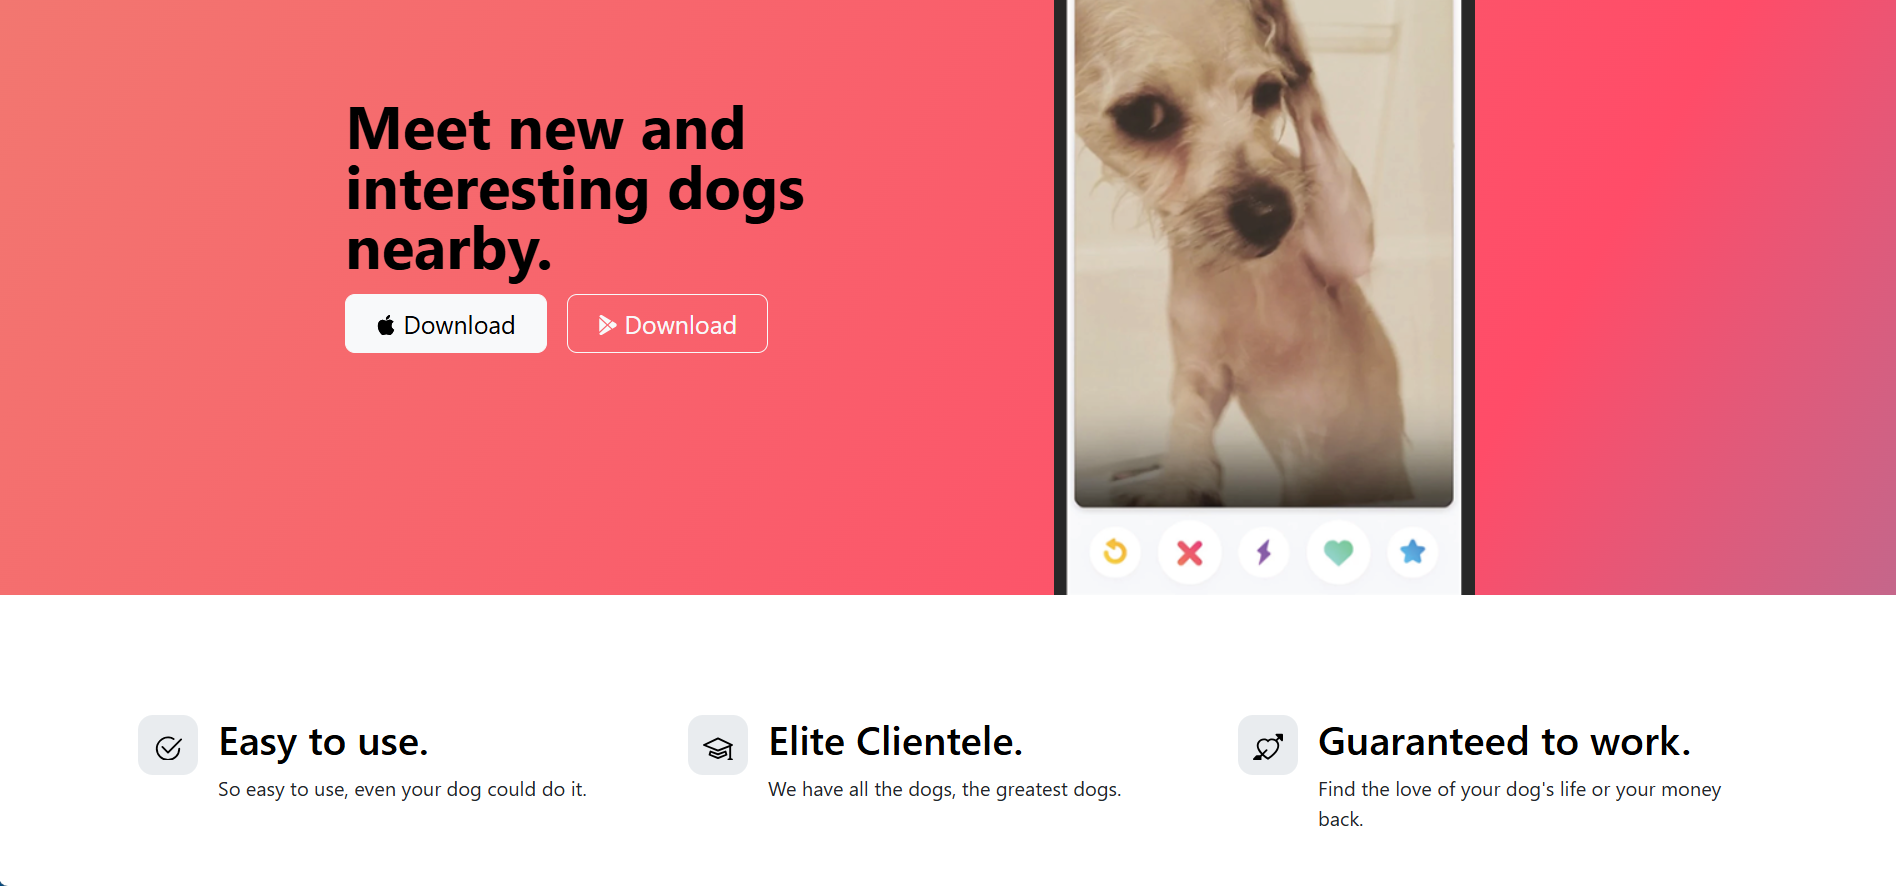 Meet new and
interesting dogs
nearby.
Download
Download
Easy to use.
So easy to use, even your dog could do it.
Elite Clientele.
We have all the dogs, the greatest dogs.
Guaranteed to work.
Find the love of your dog's life or your money
back.